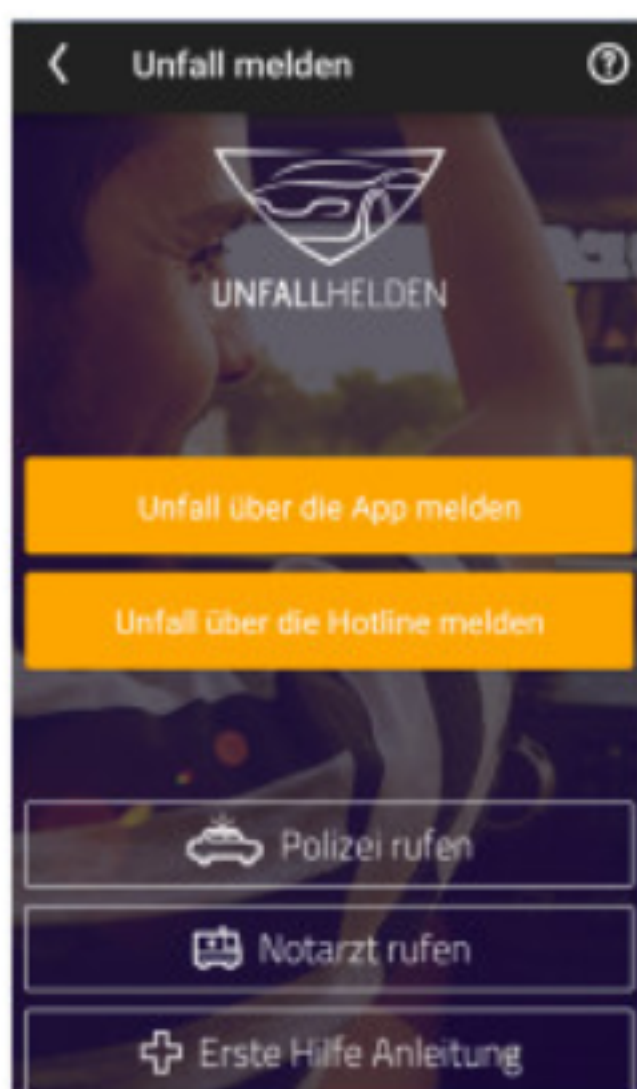 Unfall melden
UNFALLHELDEN
Unfall über die App melden
Unfall über die Hotline melden
Polizei rufen
Notarzt rufen
Erste Hilfe Anleitung